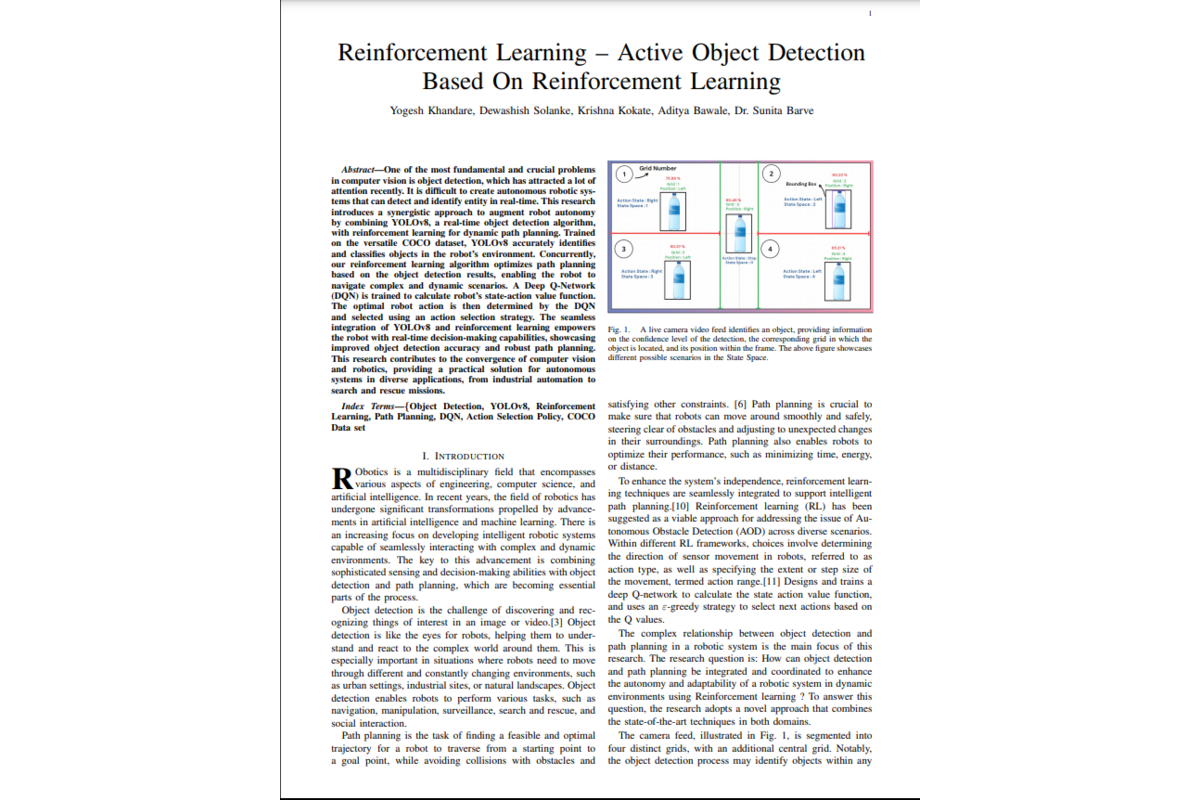 1
Reinforcement Learning – Active Object Detection
Based On Reinforcement Learning
Yogesh Khandare, Dewashish Solanke, Krishna Kokate, Aditya Bawale, Dr. Sunita Barve
Abstract—One of the most fundamental and crucial problems
in computer vision is object detection, which has attracted a lot of
attention recently. It is difficult to create autonomous robotic sys-
tems that can detect and identify entity in real-time. This research
introduces a synergistic approach to augment robot autonomy
by combining YOLOv8, a real-time object detection algorithm,
with reinforcement learning for dynamic path planning. Trained
on the versatile COCO dataset, YOLOv8 accurately identifies
and classifies objects in the robot's environment. Concurrently,
our reinforcement learning algorithm optimizes path planning
based on the object detection results, enabling the robot to
navigate complex and dynamic scenarios. A Deep Q-Network
(DQN) is trained to calculate robot's state-action value function.
The optimal robot action is then determined by the DQN
and selected using an action selection strategy. The seamless
integration of YOLOv8 and reinforcement learning empowers
the robot with real-time decision-making capabilities, showcasing
improved object detection accuracy and robust path planning.
This research contributes to the convergence of computer vision
and robotics, providing a practical solution for autonomous
systems in diverse applications, from industrial automation to
search and rescue missions.
Index Terms—{Object Detection, YOLOv8, Reinforcement
Learning, Path Planning, DQN, Action Selection Policy, COCO
Data set
I. INTRODUCTION
RObotics is a multidisciplinary field that encompasses
various aspects of engineering, computer science, and
artificial intelligence. In recent years, the field of robotics has
undergone significant transformations propelled by advance-
ments in artificial intelligence and machine learning. There is
an increasing focus on developing intelligent robotic systems
capable of seamlessly interacting with complex and dynamic
environments. The key to this advancement is combining
sophisticated sensing and decision-making abilities with object
detection and path planning, which are becoming essential
parts of the process.
Object detection is the challenge of discovering and rec-
ognizing things of interest in an image or video.[3] Object
detection is like the eyes for robots, helping them to under-
stand and react to the complex world around them. This is
especially important in situations where robots need to move
through different and constantly changing environments, such
as urban settings, industrial sites, or natural landscapes. Object
detection enables robots to perform various tasks, such as
navigation, manipulation, surveillance, search and rescue, and
social interaction.
Path planning is the task of finding a feasible and optimal
trajectory for a robot to traverse from a starting point to
a goal point, while avoiding collisions with obstacles and
1
Grid Number
Grid : 1
Position : Left
Action State : Right
State Space : 1
2
Bounding Box
Position : Right
Action State : Left
State Space : 2
Position : Right
Action State : Stop
3
Position : Left
Action State : Right
State Space : 3
4
Position : Right
Action State : Left
State Space : 4
Fig. 1. A live camera video feed identifies an object, providing information
on the confidence level of the detection, the corresponding grid in which the
object is located, and its position within the frame. The above figure showcases
different possible scenarios in the State Space.
satisfying other constraints. [6] Path planning is crucial to
make sure that robots can move around smoothly and safely,
steering clear of obstacles and adjusting to unexpected changes
in their surroundings. Path planning also enables robots to
optimize their performance, such as minimizing time, energy,
or distance.
To enhance the system's independence, reinforcement learn-
ing techniques are seamlessly integrated to support intelligent
path planning.[10] Reinforcement learning (RL) has been
suggested as a viable approach for addressing the issue of Au-
tonomous Obstacle Detection (AOD) across diverse scenarios.
Within different RL frameworks, choices involve determining
the direction of sensor movement in robots, referred to as
action type, as well as specifying the extent or step size of
the movement, termed action range.[11] Designs and trains a
deep Q-network to calculate the state action value function,
and uses an ε-greedy strategy to select next actions based on
the Q values.
The complex relationship between object detection and
path planning in a robotic system is the main focus of this
research. The research question is: How can object detection
and path planning be integrated and coordinated to enhance
the autonomy and adaptability of a robotic system in dynamic
environments using Reinforcement learning ? To answer this
question, the research adopts a novel approach that combines
the state-of-the-art techniques in both domains.
The camera feed, illustrated in Fig. 1, is segmented into
four distinct grids, with an additional central grid. Notably,
the object detection process may identify objects within any